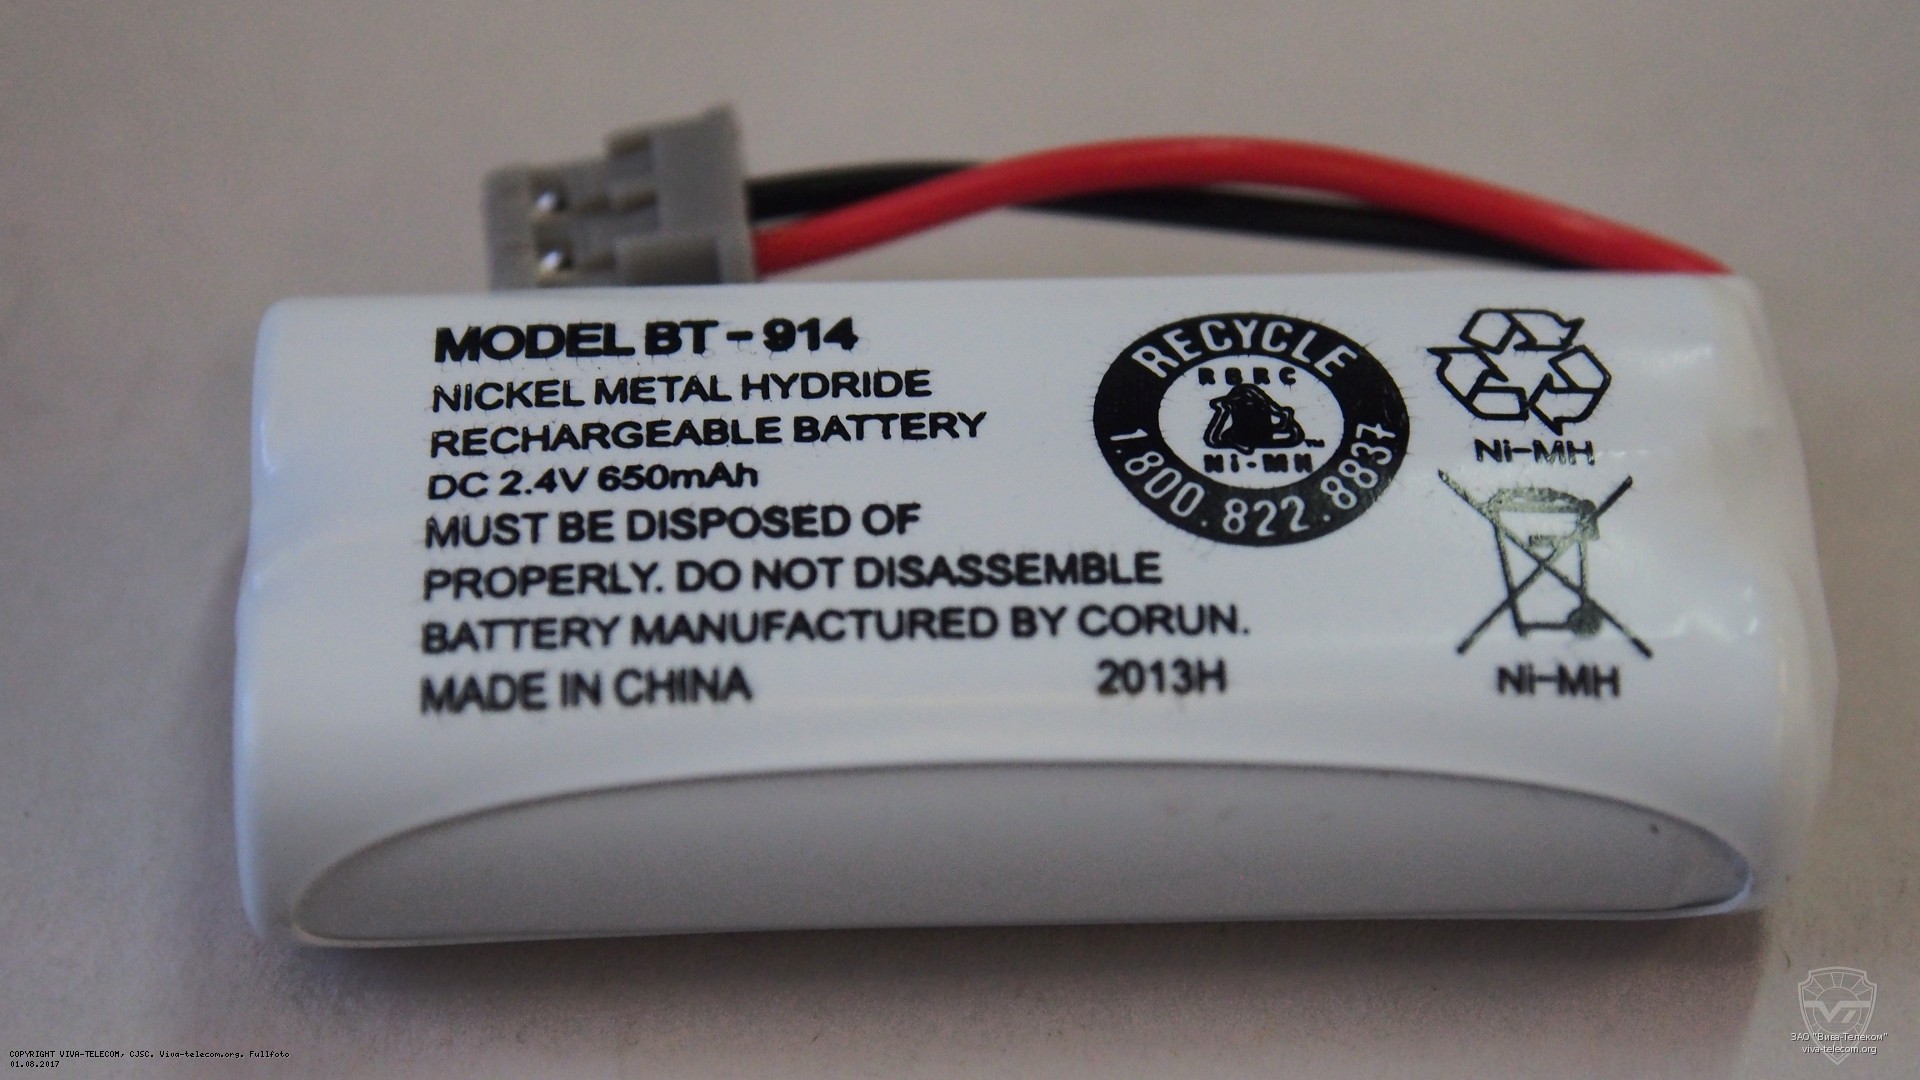 MODEL BT - 914
NICKEL METAL HYDRIDE
RECHARGEABLE BATTERY
DC 2.4V 650mAh
MUST BE DISPOSED OF
PROPERLY. DO NOT DISASSEMBLE
BATTERY MANUFACTURED BY CORUN.
MADE IN CHINA 2013H
RECYCLE
RBRC
TM
Ni-MH
1.800.822.8837
Ni-MH
Ni-MH
COPYRIGHT VIVA-TELECOM, CJSC. Viva-telecom.org. Fullfoto
01.08.2017
ЗАО "Вива-Телеком"
viva-telecom.org